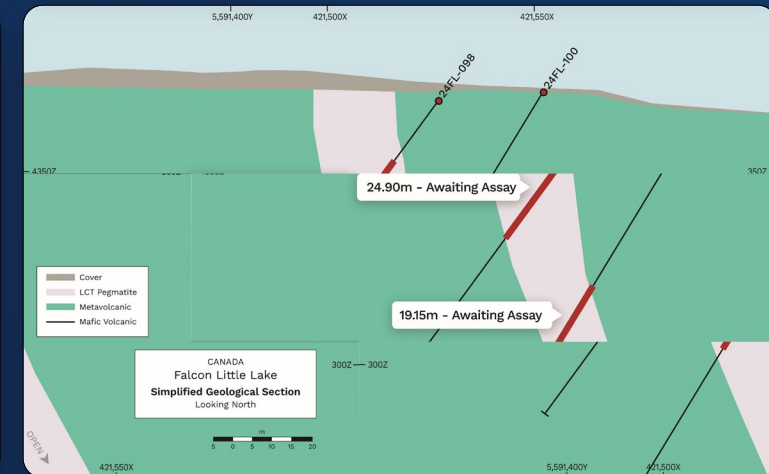 5,591,400Y
421,500X
421,550X
24FL-098
24FL-100
4350Z
350Z
24.90m - Awaiting Assay
Cover
LCT Pegmatite
Metavolcanic
Mafic Volcanic
19.15m - Awaiting Assay
CANADA
Falcon Little Lake
Simplified Geological Section
Looking North
300Z
300Z
m
5 0 5 10 15 20
OPEN
421,550X
5,591,400Y
421,500X